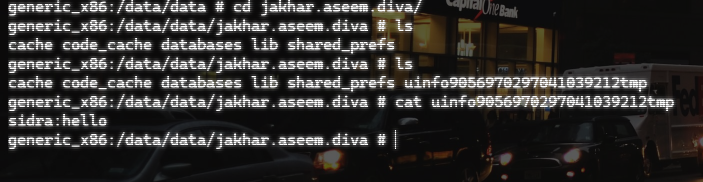 generic_x86:/data/data # cd jakhar.aseem.diva/
generic_x86:/data/data/jakhar.aseem.diva # ls
cache code_cache databases lib shared_prefs
generic_x86:/data/data/jakhar.aseem.diva # ls
cache code_cache databases lib shared_prefs uinfo9056970297041039212tmp
generic_x86:/data/data/jakhar.aseem.diva # cat uinfo9056970297041039212tmp
sidra:hello
generic_x86:/data/data/jakhar.aseem.diva #
Capital One Bank